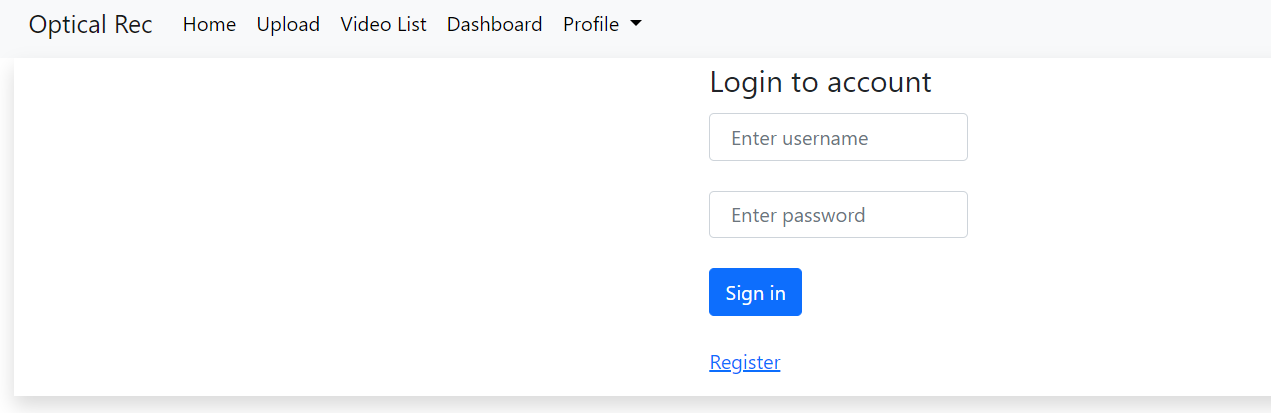 Optical Rec Home Upload Video List Dashboard Profile
Login to account
Enter username
Enter password
Sign in
Register